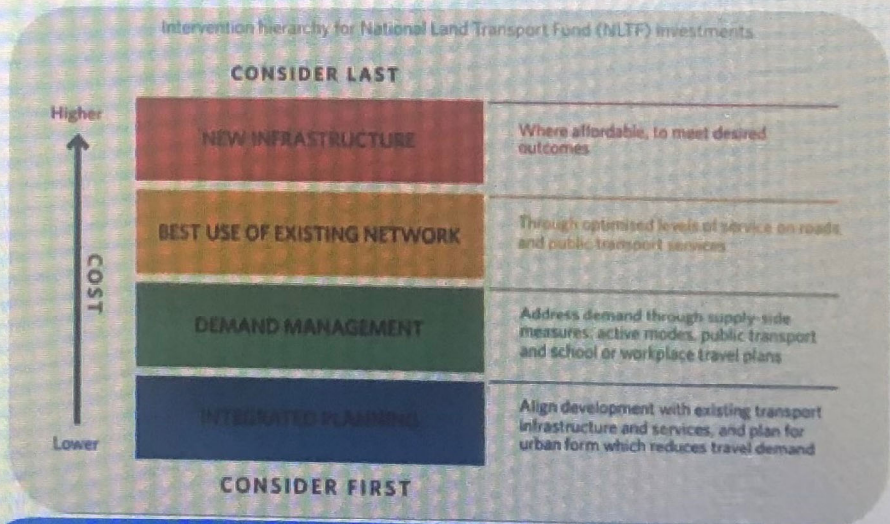 Intervention hierarchy for National Land Transport Fund (NLTF) investments
CONSIDER LAST
Higher
NEW INFRASTRUCTURE
Where affordable, to meet desired
outcomes
BEST USE OF EXISTING NETWORK
Through optimised levels of service on roads
and public transport services
COST
DEMAND MANAGEMENT
Address demand through supply-side
measures, active modes, public transport
and school or workplace travel plans
INTEGRATED PLANNING
Align development with existing transport
infrastructure and services, and plan for
urban form which reduces travel demand
Lower
CONSIDER FIRST